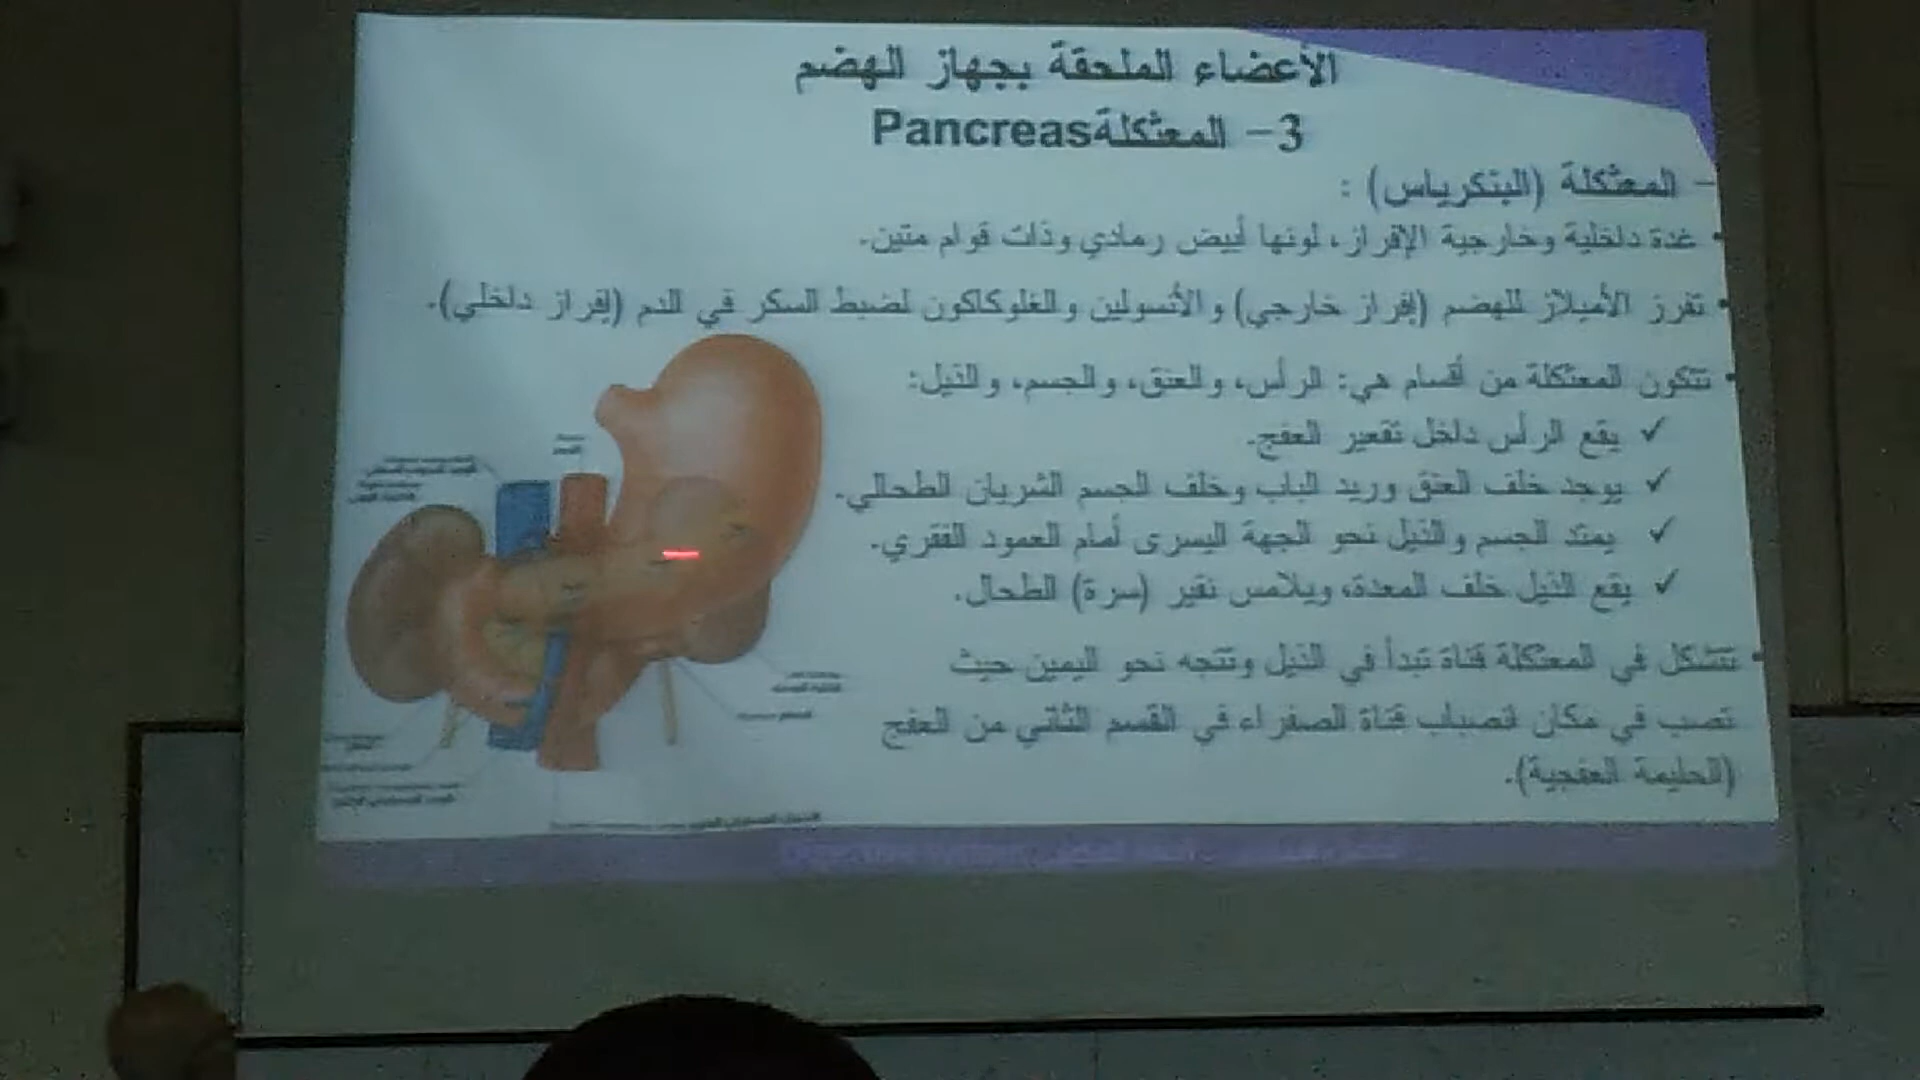 الأعضاء الملحقة بجهاز الهضم
3- المعثكلة Pancreas
- المعثكلة (البنكرياس) :
• غدة داخلية وخارجية الإفراز، لونها أبيض رمادي وذات قوام متين.
• تفرز الأميلاز للهضم (إفراز خارجي) والأنسولين والغلوكاكون لضبط السكر في الدم (إفراز داخلي).
• تتكون المعثكلة من أقسام هي: الرأس، والعنق، والجسم، والذيل:
✓ يقع الرأس داخل تقعير العفج.
✓ يوجد خلف العنق وريد الباب وخلف الجسم الشريان الطحالي.
✓ يمتد الجسم والذيل نحو الجهة اليسرى أمام العمود الفقري.
✓ يقع الذيل خلف المعدة، ويلامس نقير (سرة) الطحال.
• تتشكل في المعثكلة قناة تبدأ في الذيل وتتجه نحو اليمين حيث
تصب في مكان انصباب قناة الصفراء في القسم الثاني من العفج
(الحليمة العفجية).